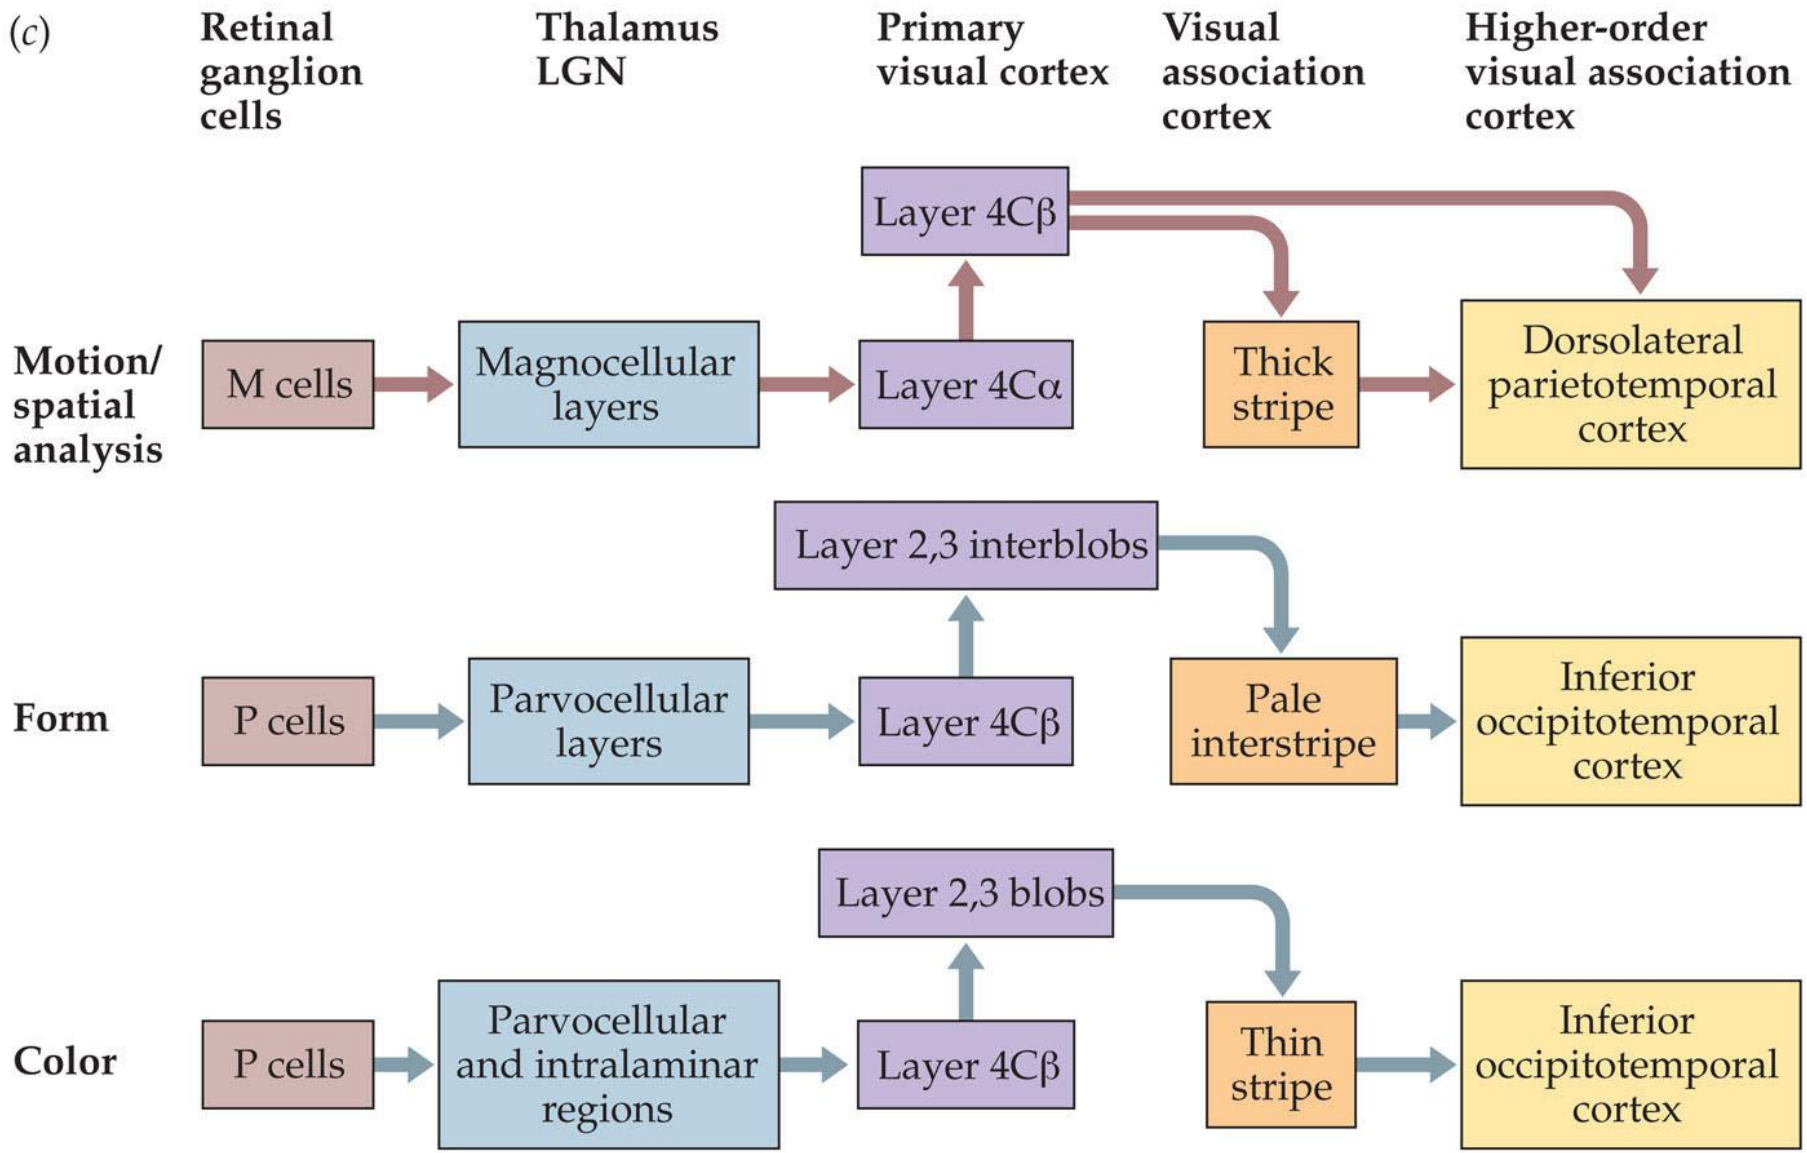 (c)
Retinal
ganglion
cells
Thalamus
LGN
Primary
visual cortex
Visual
association
cortex
Higher-order
visual association
cortex
Motion/
spatial
analysis
M cells
Magnocellular
layers
Layer 4Cα
Layer 4Cβ
Thick
stripe
Dorsolateral
parietotemporal
cortex
Form
P cells
Parvocellular
layers
Layer 4Cβ
Layer 2,3 interblobs
Pale
interstripe
Inferior
occipitotemporal
cortex
Color
P cells
Parvocellular
and intralaminar
regions
Layer 4Cβ
Layer 2,3 blobs
Thin
stripe
Inferior
occipitotemporal
cortex